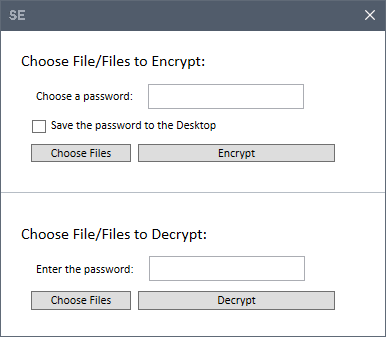 SE
Choose File/Files to Encrypt:
Choose a password:
Save the password to the Desktop
Choose Files Encrypt
Choose File/Files to Decrypt:
Enter the password:
Choose Files Decrypt